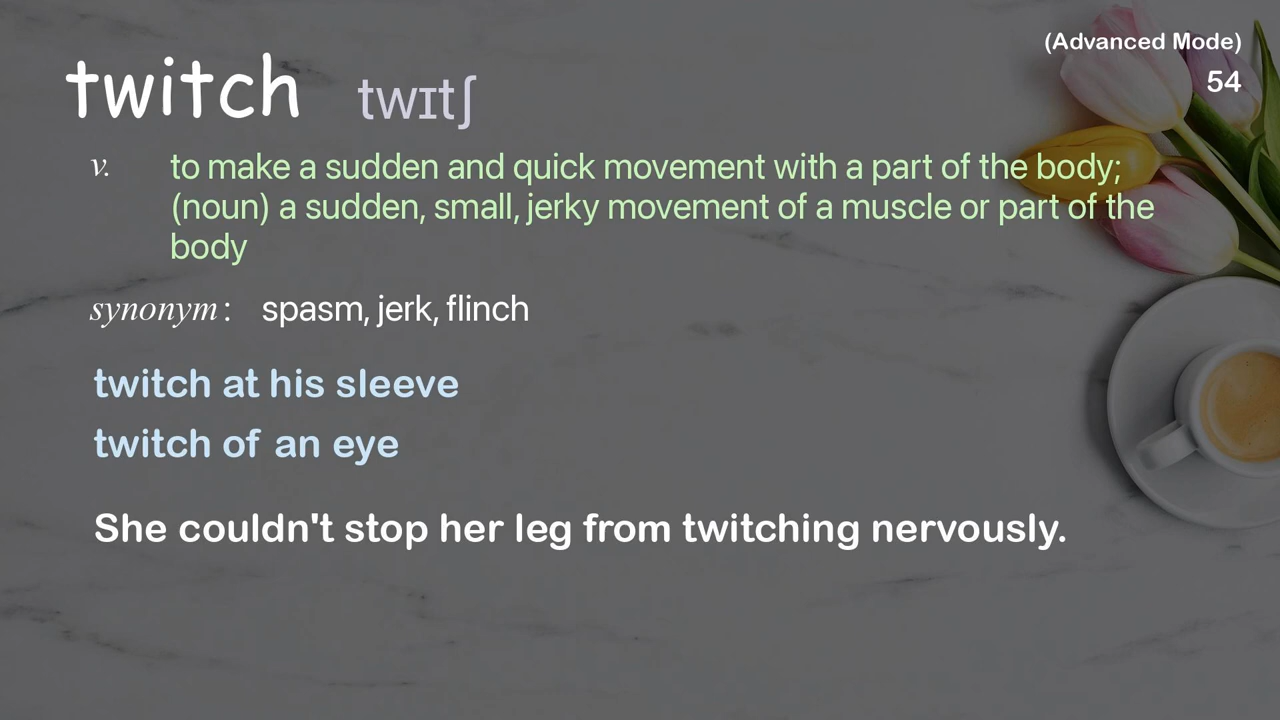 (Advanced Mode)
54
twitch twɪtʃ
v. to make a sudden and quick movement with a part of the body;
(noun) a sudden, small, jerky movement of a muscle or part of the
body
synonym: spasm, jerk, flinch
twitch at his sleeve
twitch of an eye
She couldn't stop her leg from twitching nervously.